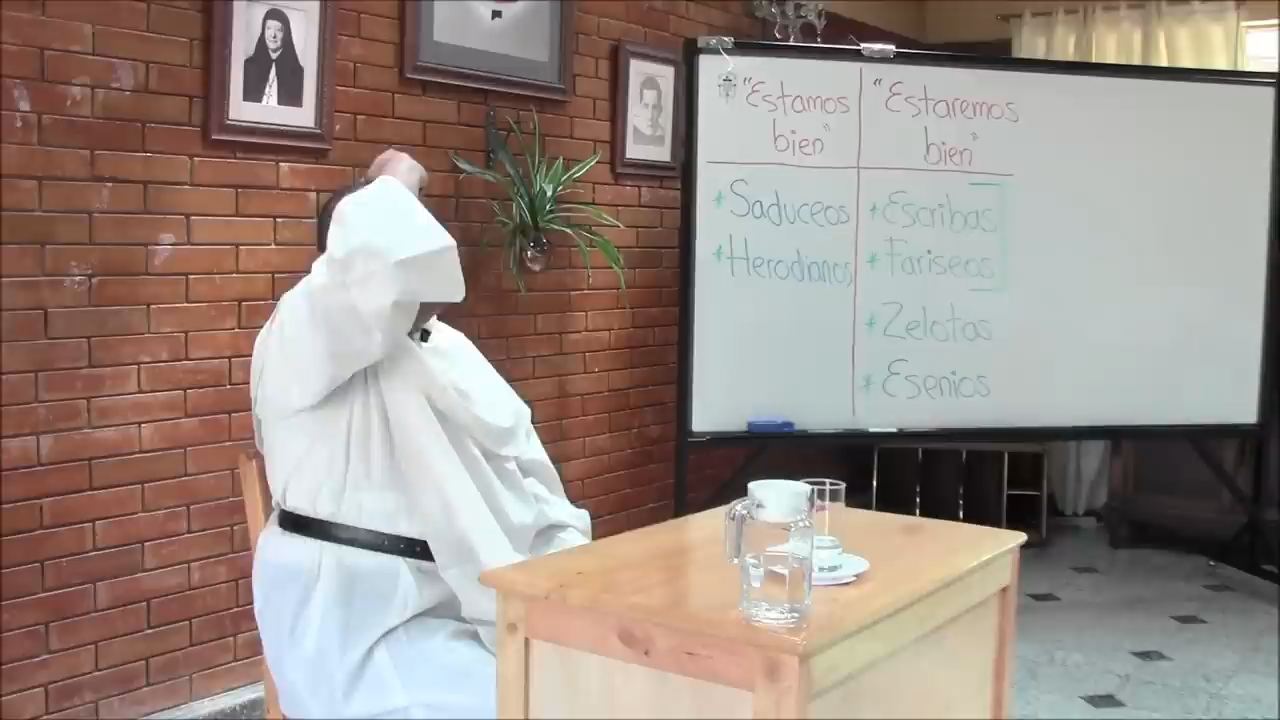 "Estamos
bien"
"Estaremos
bien"
* Saduceos
* Herodianos
* Escribas
* Fariseos
* Zelotas
* Esenios